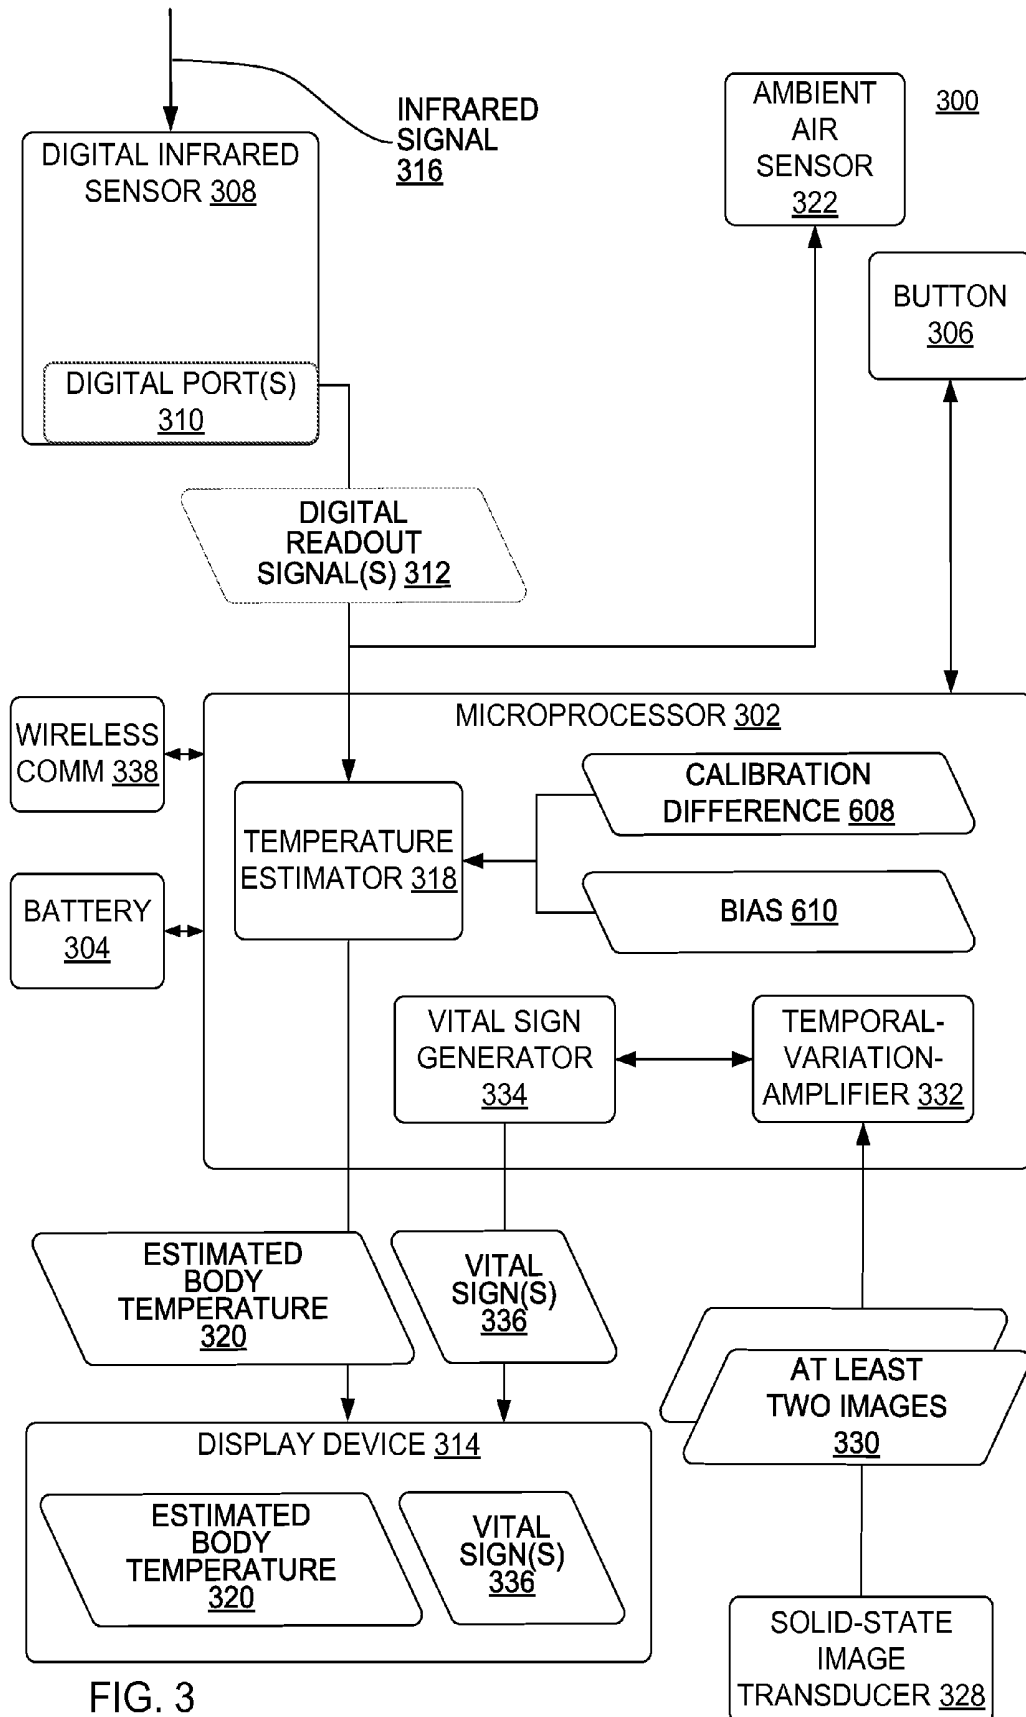 INFRARED
SIGNAL
316
AMBIENT
AIR
SENSOR
322
300
DIGITAL INFRARED
SENSOR 308
BUTTON
306
DIGITAL PORT(S)
310
DIGITAL
READOUT
SIGNAL(S) 312
MICROPROCESSOR 302
WIRELESS
COMM 338
CALIBRATION
DIFFERENCE 608
TEMPERATURE
ESTIMATOR 318
BATTERY
304
BIAS 610
VITAL SIGN
GENERATOR
334
TEMPORAL-
VARIATION-
AMPLIFIER 332
ESTIMATED
BODY
TEMPERATURE
320
VITAL
SIGN(S)
336
AT LEAST
TWO IMAGES
330
DISPLAY DEVICE 314
ESTIMATED
BODY
TEMPERATURE
320
VITAL
SIGN(S)
336
SOLID-STATE
IMAGE
TRANSDUCER 328
FIG. 3